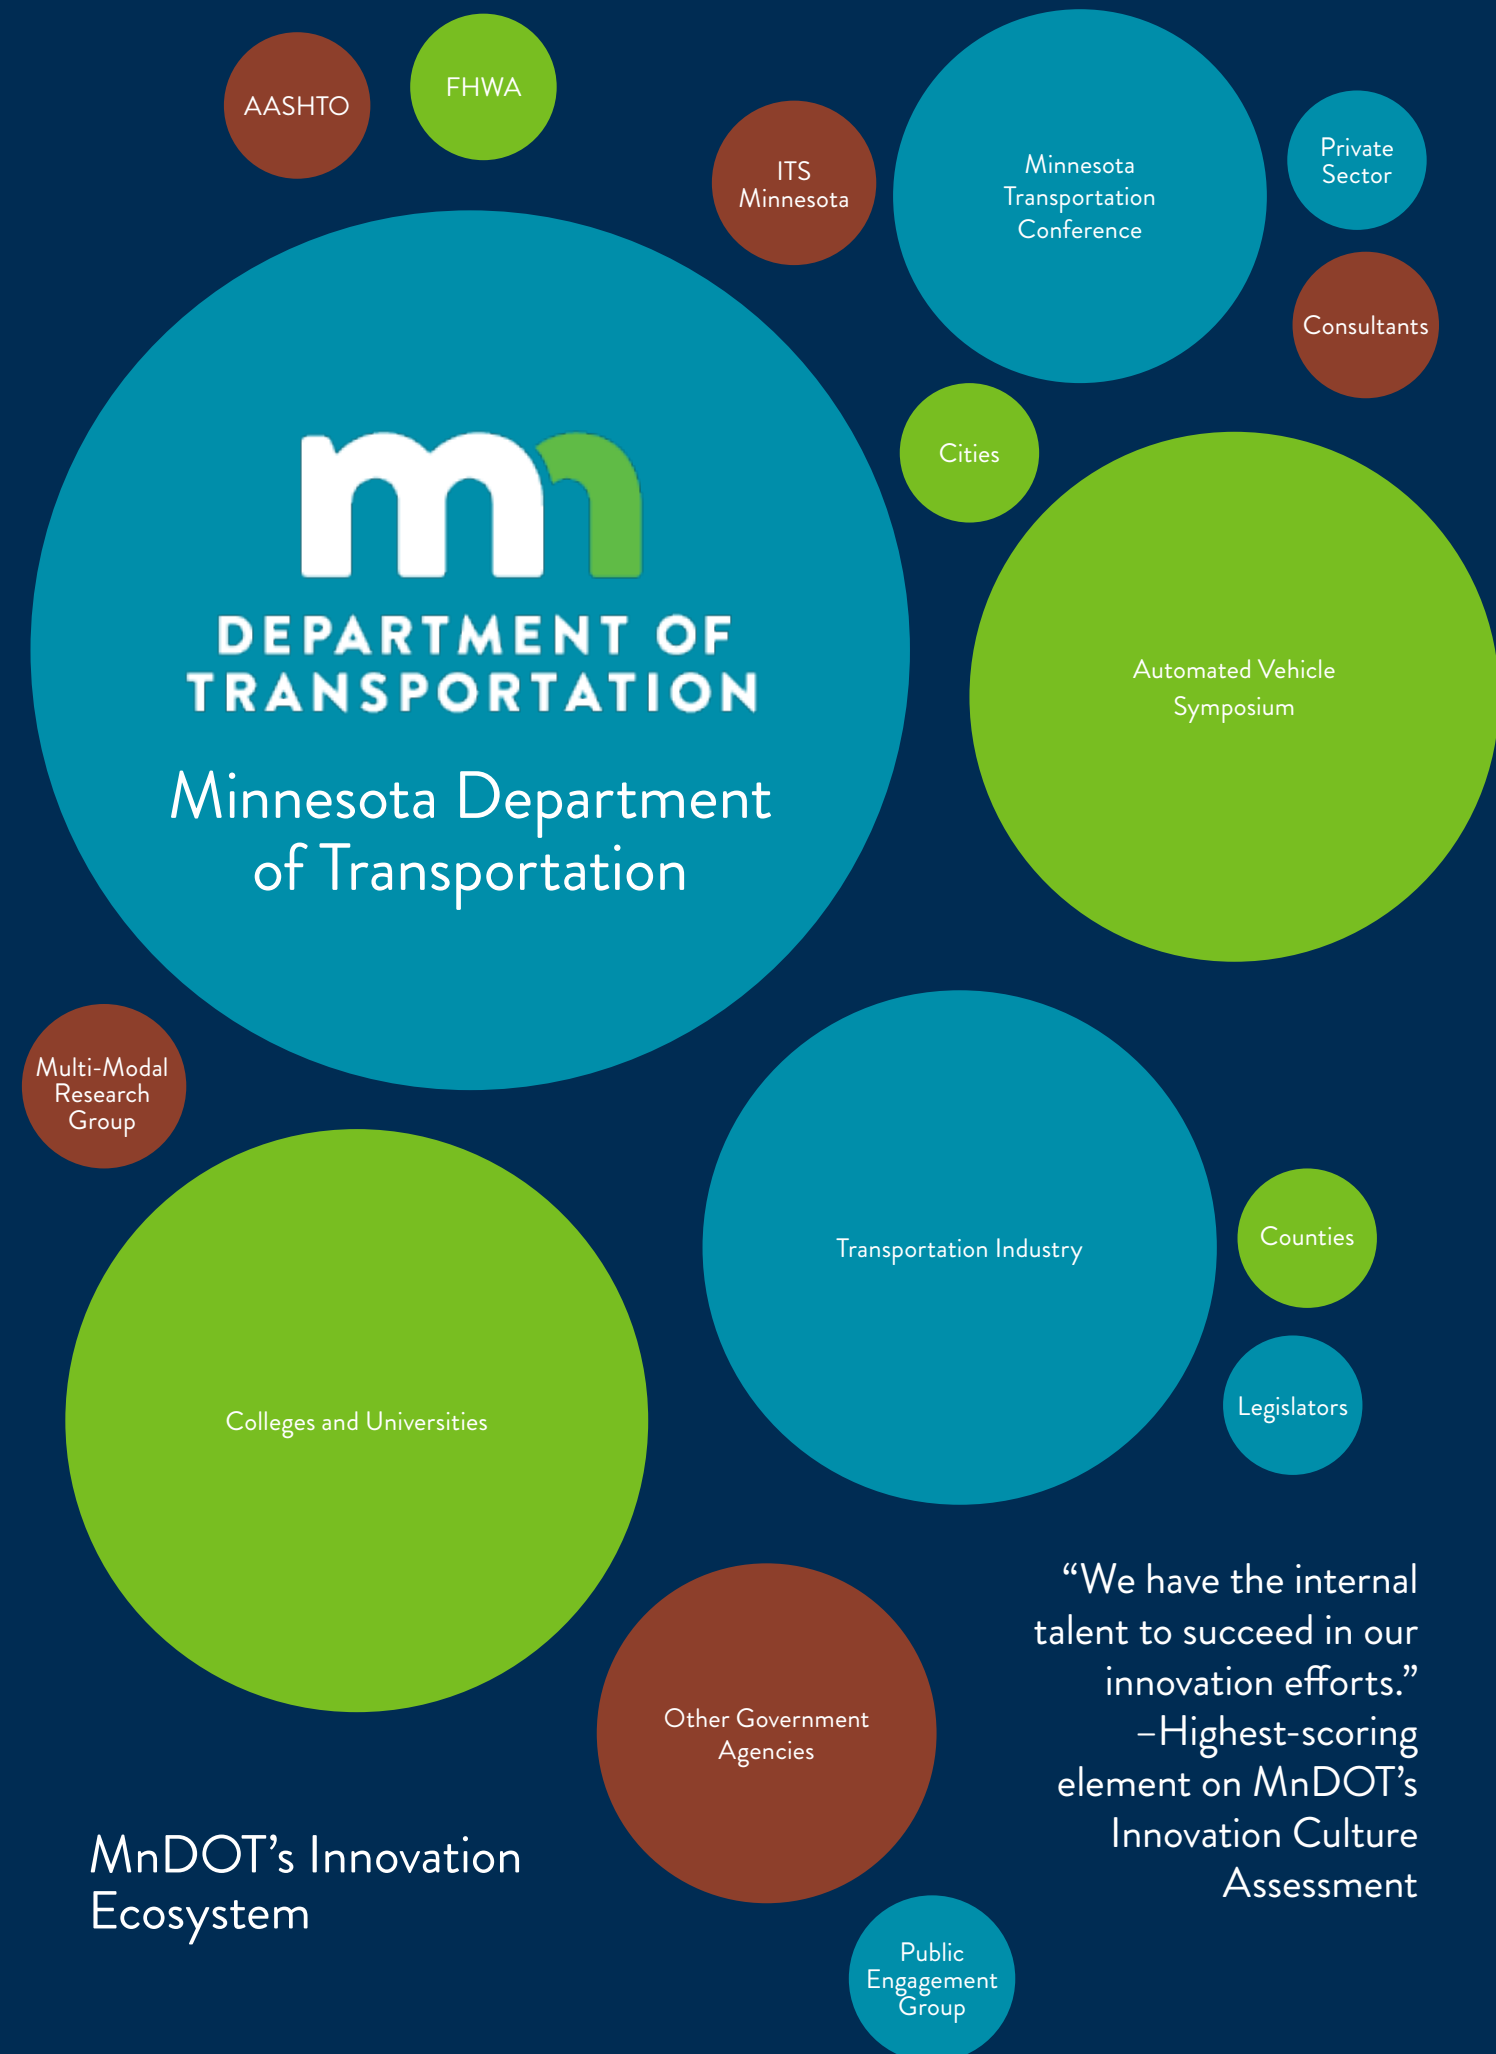 AASHTO
FHWA
ITS
Minnesota
Minnesota
Transportation
Conference
Private
Sector
Consultants
Cities
mn
DEPARTMENT OF
TRANSPORTATION
Minnesota Department
of Transportation
Automated Vehicle
Symposium
Multi-Modal
Research
Group
Transportation Industry
Counties
Legislators
Colleges and Universities
Other Government
Agencies
“We have the internal
talent to succeed in our
innovation efforts.”
–Highest-scoring
element on MnDOT’s
Innovation Culture
Assessment
MnDOT’s Innovation
Ecosystem
Public
Engagement
Group